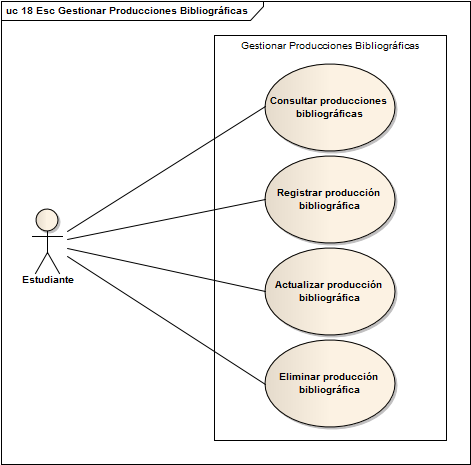 uc 18 Esc Gestionar Producciones Bibliográficas
Gestionar Producciones Bibliográficas
Consultar producciones
bibliográficas
Registrar producción
bibliográfica
Estudiante
Actualizar producción
bibliográfica
Eliminar producción
bibliográfica